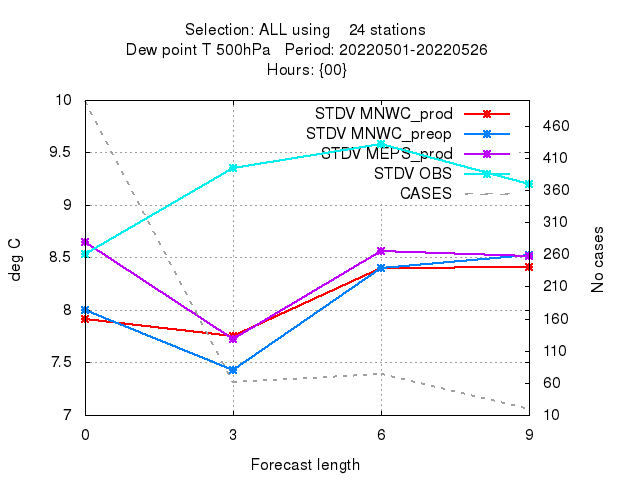 Selection: ALL using    24 stations
Dew point T 500hPa   Period: 20220501-20220526
Hours: {00}
STDV MNWC_prod
STDV MNWC_preop
STDV MEPS_prod
STDV OBS
CASES
10
9.5
9
8.5
8
7.5
7
460
410
360
310
260
210
160
110
60
10
deg C
No cases
0 3 6 9
Forecast length